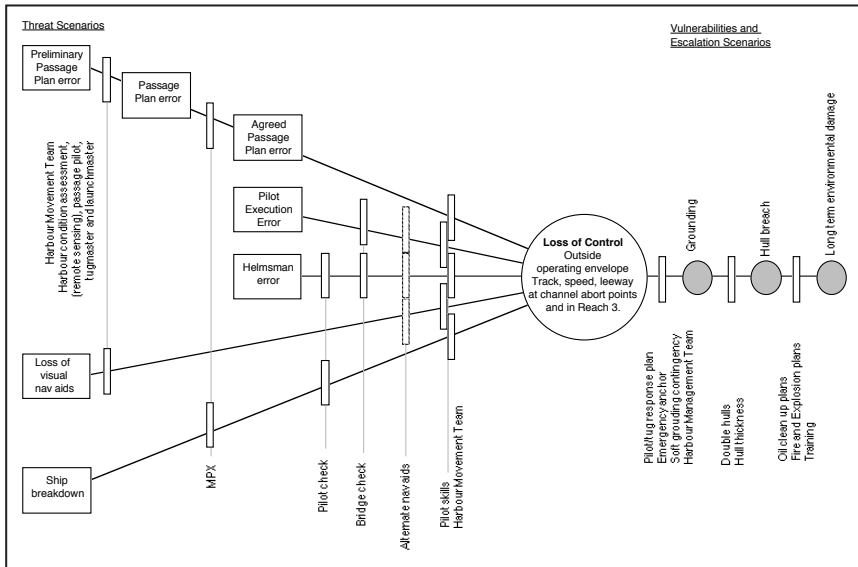 Threat Scenarios
Vulnerabilities and
Escalation Scenarios
Preliminary
Passage
Plan error
Passage
Plan error
Agreed
Passage
Plan error
Pilot
Execution
Error
Helmsman
error
Loss of
visual
nav aids
Ship
breakdown
Harbour Movement Team
Harbour condition assessment,
(remote sensing), passage pilot,
tugmaster and launchmaster
MPX
Pilot check
Bridge check
Alternate nav aids
Pilot skills
Harbour Movement Team
Loss of Control
Outside
operating envelope
Track, speed, leeway
at channel abort points
and in Reach 3.
Grounding
Hull breach
Long term environmental damage
Pilot/tug response plan
Emergency anchor
Soft grouding contingency
Harbour Management Team
Double hulls
Hull thickness
Oil clean up plans
Fire and Explosion plans
Training